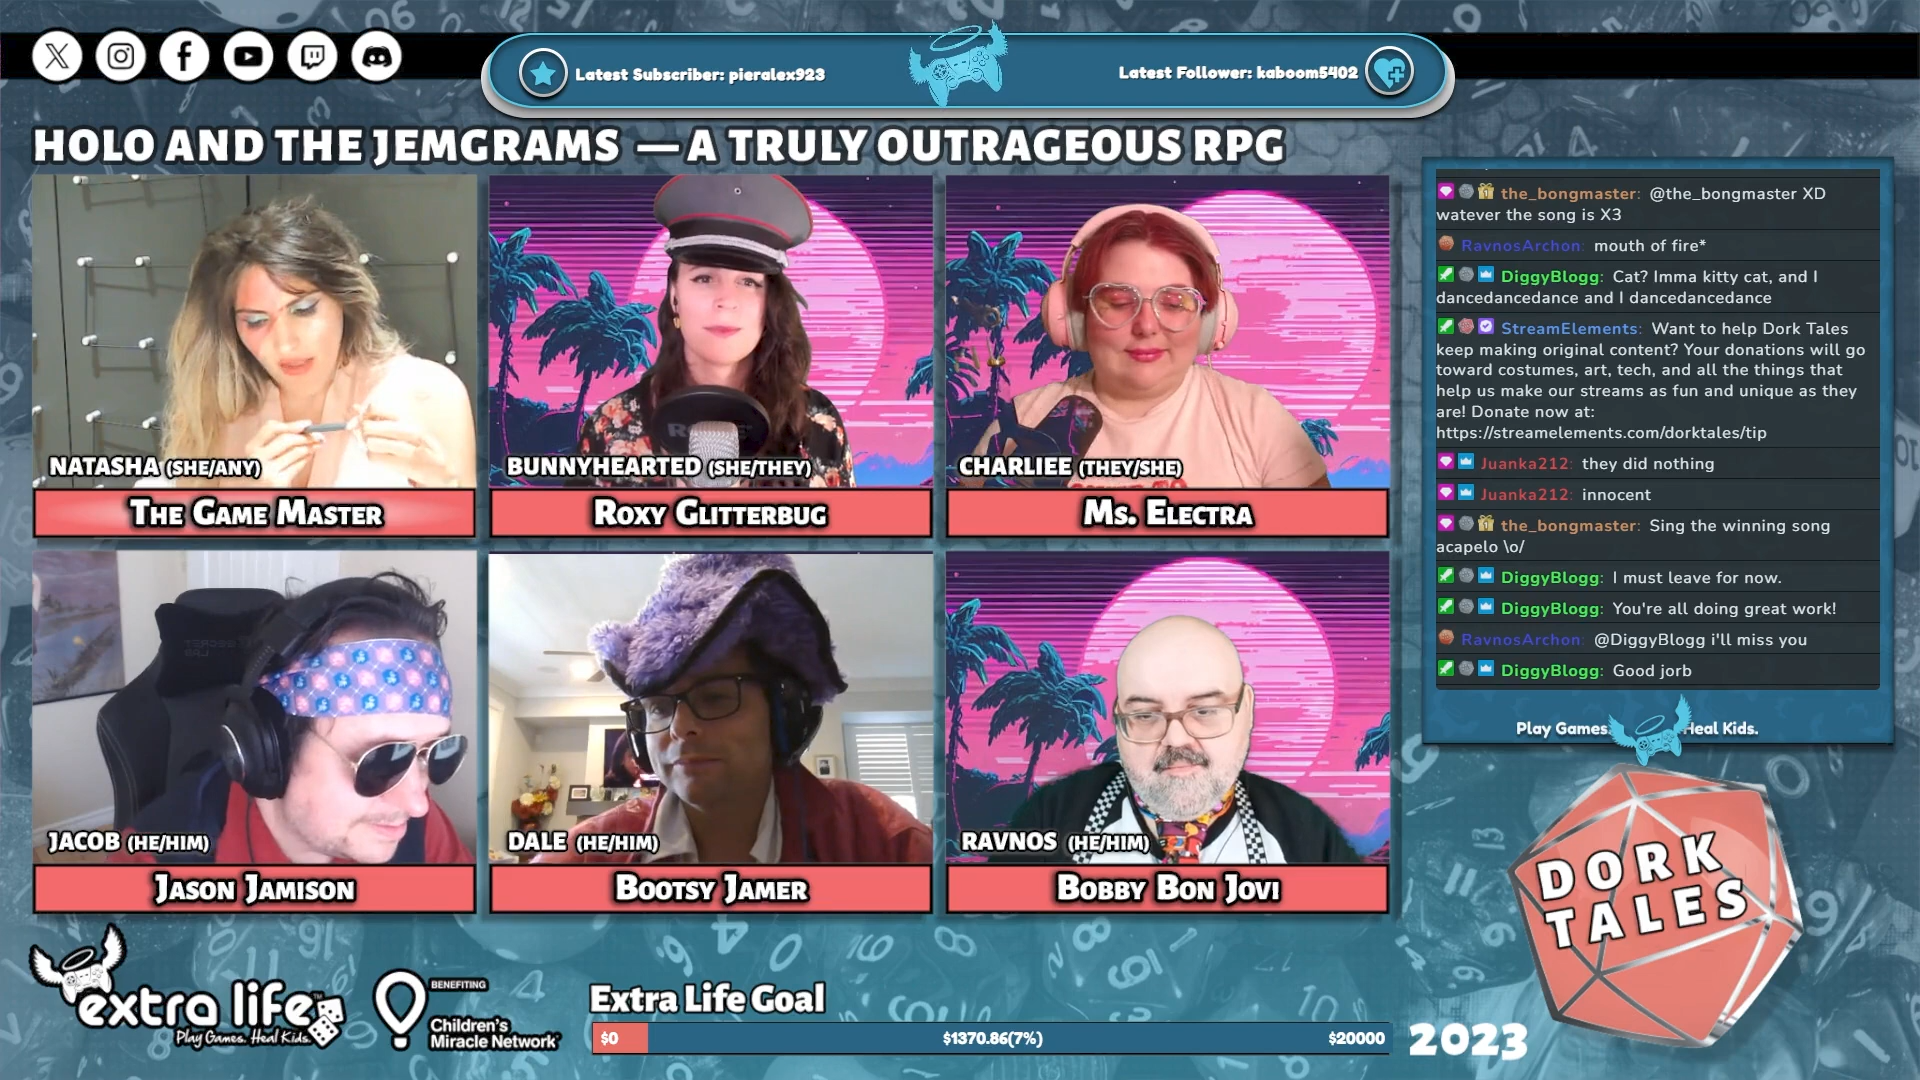 Latest Subscriber: pieralex923
Latest Follower: kaboom5402
HOLO AND THE JEMGRAMS — A TRULY OUTRAGEOUS RPG
NATASHA (SHE/ANY)
THE GAME MASTER
BUNNYHEARTED (SHE/THEY)
ROXY GLITTERBUG
CHARLIEE (THEY/SHE)
MS. ELECTRA
JACOB (HE/HIM)
JASON JAMISON
DALE (HE/HIM)
BOOTSY JAMER
RAVNOS (HE/HIM)
BOBBY BON JOVI
the_bongmaster: @the_bongmaster XD
watever the song is X3
RavnosArchon: mouth of fire*
DiggyBlogg: Cat? Imma kitty cat, and I
dancedancedance and I dancedancedance
StreamElements: Want to help Dork Tales
keep making original content? Your donations will go
toward costumes, art, tech, and all the things that
help us make our streams as fun and unique as they
are! Donate now at:
https://streamelements.com/dorktales/tip
Juanka212: they did nothing
Juanka212: innocent
the_bongmaster: Sing the winning song
acapelo \o/
DiggyBlogg: I must leave for now.
DiggyBlogg: You're all doing great work!
RavnosArchon: @DiggyBlogg i'll miss you
DiggyBlogg: Good jorb
Play Games. Heal Kids.
DORK
TALES
extra life
Play Games. Heal Kids.
BENEFITING
Children's
Miracle Network
Extra Life Goal
$0 $1370.86(7%) $20000
2023